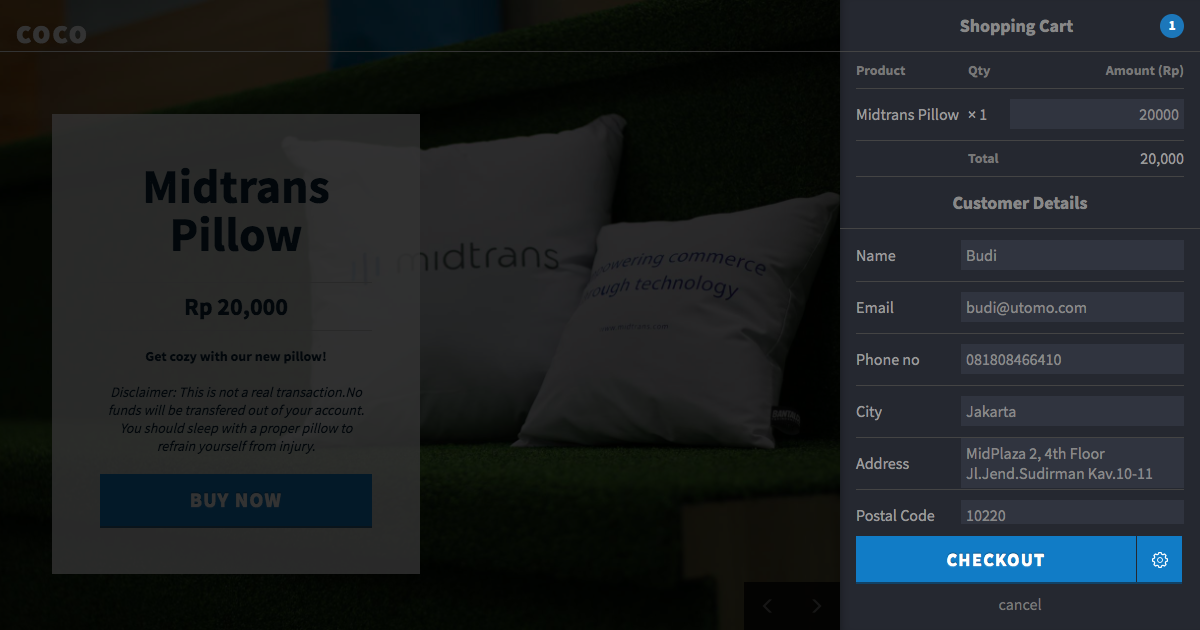 COCO
Midtrans
Pillow
Rp 20,000
Get cozy with our new pillow!
Disclaimer: This is not a real transaction.No
funds will be transfered out of your account.
You should sleep with a proper pillow to
refrain yourself from injury.
BUY NOW
midtrans
powering commerce
through technology
Shopping Cart
1
Product Qty Amount (Rp)
Midtrans Pillow × 1 20000
Total 20,000
Customer Details
Name Budi
Email budi@utomo.com
Phone no 081808466410
City Jakarta
Address MidPlaza 2, 4th Floor
Jl.Jend.Sudirman Kav.10-11
Postal Code 10220
CHECKOUT
cancel